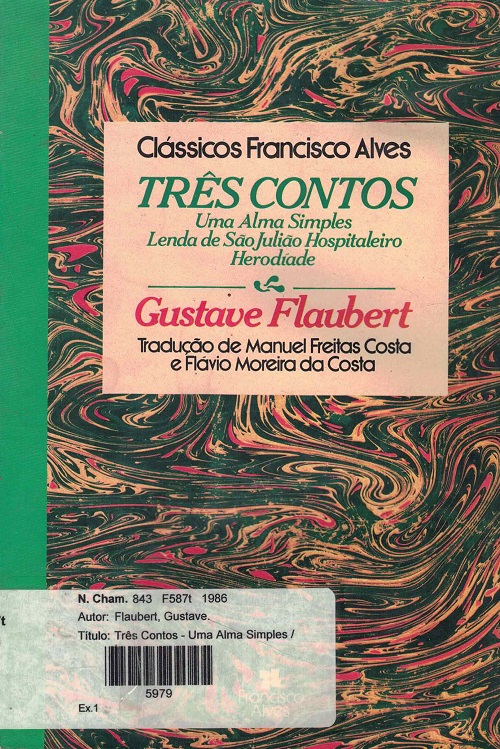 Clássicos Francisco Alves
TRÊS CONTOS
Uma Alma Simples
Lenda de São Julião Hospitaleiro
Herodíade
Gustave Flaubert
Tradução de Manuel Freitas Costa
e Flávio Moreira da Costa
N. Cham. 843 F587t 1986
Autor: Flaubert, Gustave.
Título: Três Contos - Uma Alma Simples /
5979
Ex.1
Francisco
Alves